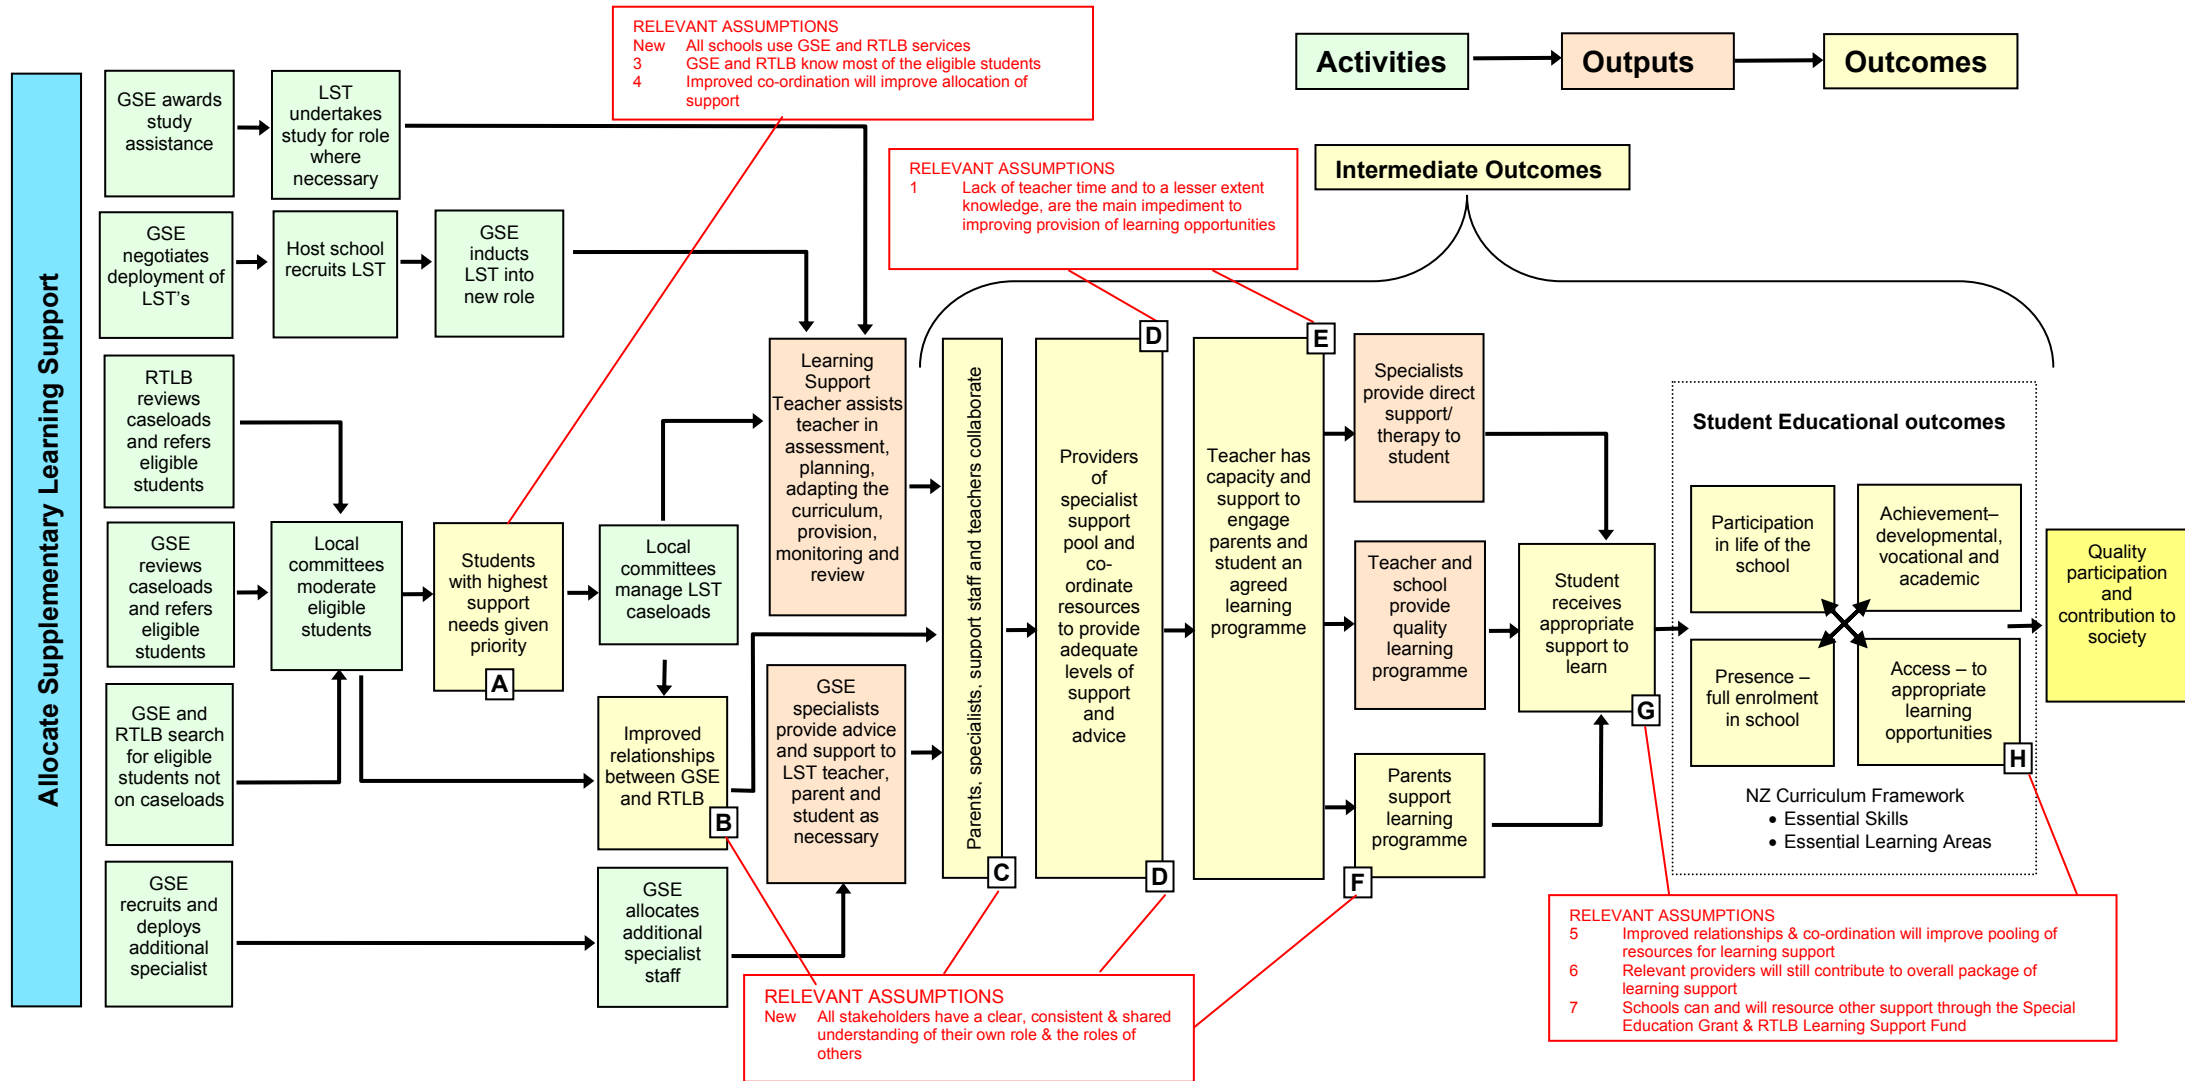 Allocate Supplementary Learning Support
RELEVANT ASSUMPTIONS
New All schools use GSE and RTLB services
3 GSE and RTLB know most of the eligible students
4 Improved co-ordination will improve allocation of
support
Activities
Outputs
Outcomes
GSE awards
study
assistance
LST
undertakes
study for role
where
necessary
RELEVANT ASSUMPTIONS
1 Lack of teacher time and to a lesser extent
knowledge, are the main impediment to
improving provision of learning opportunities
Intermediate Outcomes
GSE
negotiates
deployment of
LST's
Host school
recruits LST
GSE
inducts
LST into
new role
RTLB
reviews
caseloads
and refers
eligible
students
GSE
reviews
caseloads
and refers
eligible
students
GSE and
RTLB search
for eligible
students not
on caseloads
GSE
recruits and
deploys
additional
specialist
Local
committees
moderate
eligible
students
Students
with highest
support
needs given
priority
A
Local
committees
manage LST
caseloads
Improved
relationships
between GSE
and RTLB
B
GSE
allocates
additional
specialist
staff
Learning
Support
Teacher assists
teacher in
assessment,
planning,
adapting the
curriculum,
provision,
monitoring and
review
GSE
specialists
provide advice
and support to
LST teacher,
parent and
student as
necessary
Parents, specialists, support staff and teachers collaborate
C
D
Providers
of
specialist
support
pool and
co-
ordinate
resources
to provide
adequate
levels of
support
and
advice
D
E
Teacher has
capacity and
support to
engage
parents and
student an
agreed
learning
programme
Specialists
provide direct
support/
therapy to
student
Teacher and
school
provide
quality
learning
programme
Parents
support
learning
programme
F
Student
receives
appropriate
support to
learn
G
Student Educational outcomes
Participation
in life of the
school
Achievement–
developmental,
vocational and
academic
Presence –
full enrolment
in school
Access – to
appropriate
learning
opportunities
H
NZ Curriculum Framework
• Essential Skills
• Essential Learning Areas
Quality
participation
and
contribution to
society
RELEVANT ASSUMPTIONS
New All stakeholders have a clear, consistent & shared
understanding of their own role & the roles of
others
RELEVANT ASSUMPTIONS
5 Improved relationships & co-ordination will improve pooling of
resources for learning support
6 Relevant providers will still contribute to overall package of
learning support
7 Schools can and will resource other support through the Special
Education Grant & RTLB Learning Support Fund